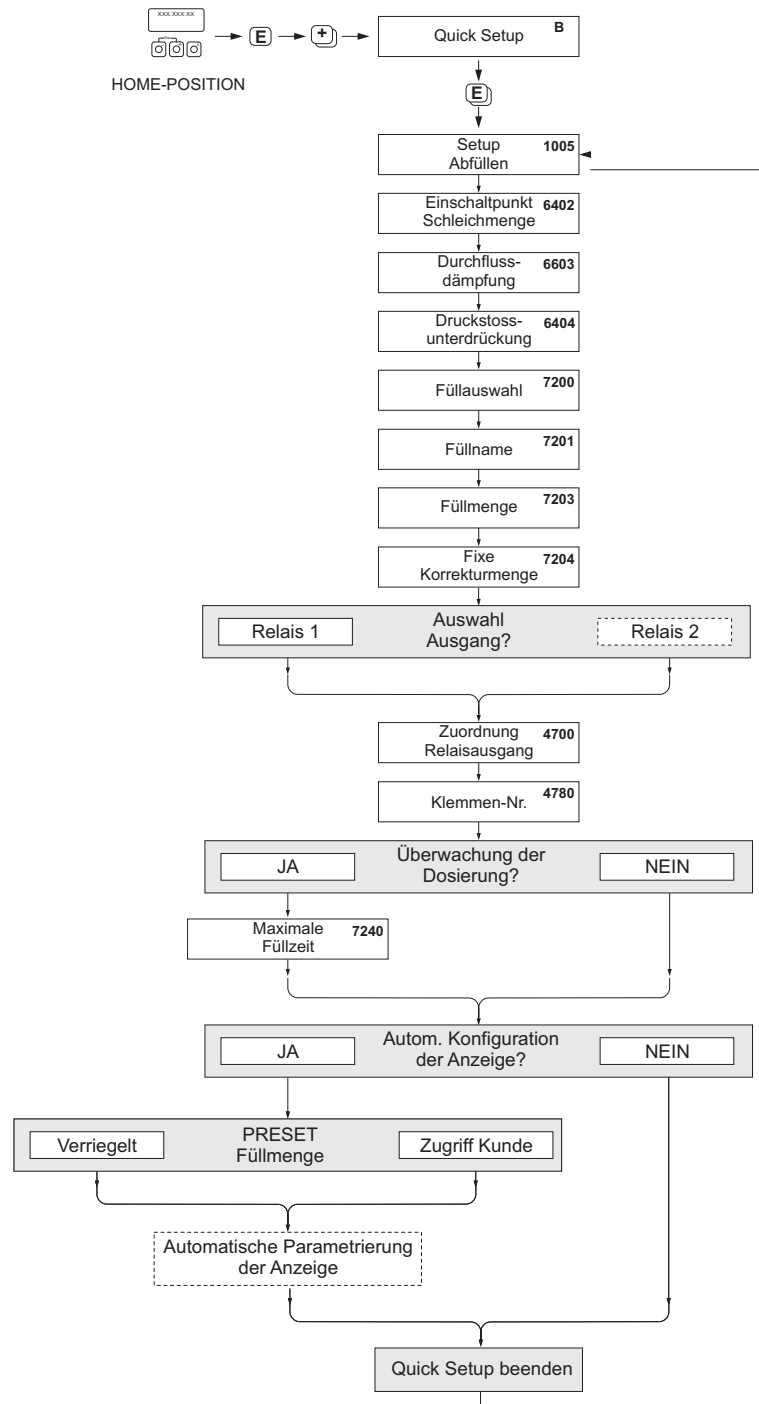 xxx.xxx.xx
E
+
Quick Setup
B
HOME-POSITION
E
Setup
Abfüllen
1005
Einschaltpunkt
Schleichmenge
6402
Durchfluss-
dämpfung
6603
Druckstoss-
unterdrückung
6404
Füllauswahl
7200
Füllname
7201
Füllmenge
7203
Fixe
Korrekturmenge
7204
Relais 1
Auswahl
Ausgang?
Relais 2
Zuordnung
Relaisausgang
4700
Klemmen-Nr.
4780
JA
Überwachung der
Dosierung?
NEIN
Maximale
Füllzeit
7240
JA
Autom. Konfiguration
der Anzeige?
NEIN
Verriegelt
PRESET
Füllmenge
Zugriff Kunde
Automatische Parametrierung
der Anzeige
Quick Setup beenden